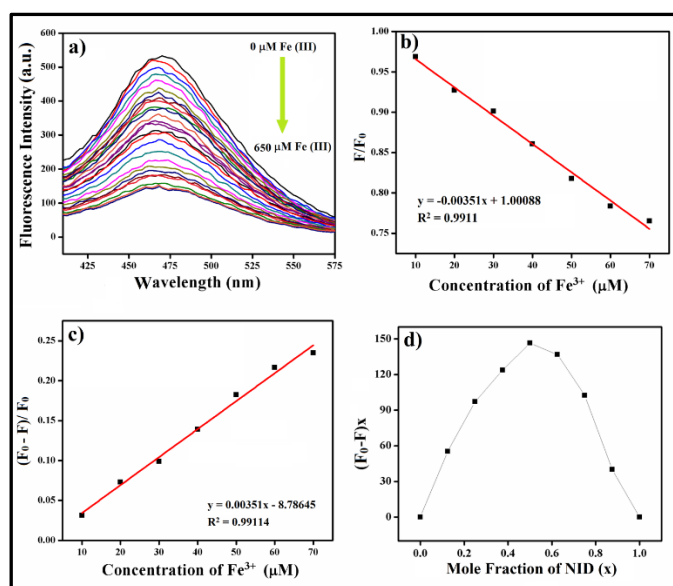 a)
0 µM Fe (III)
650 µM Fe (III)
Fluorescence Intensity (a.u.)
600
500
400
300
200
100
0
425 450 475 500 525 550 575
Wavelength (nm)
b)
F/F₀
1.00
0.95
0.90
0.85
0.80
0.75
y = -0.00351x + 1.00088
R² = 0.9911
10 20 30 40 50 60 70
Concentration of Fe³⁺ (µM)
c)
(F₀ - F)/ F₀
0.25
0.20
0.15
0.10
0.05
0.00
y = 0.00351x - 8.78645
R² = 0.99114
10 20 30 40 50 60 70
Concentration of Fe³⁺ (µM)
d)
(F₀-F)x
150
120
90
60
30
0
0.0 0.2 0.4 0.6 0.8 1.0
Mole Fraction of NID (x)